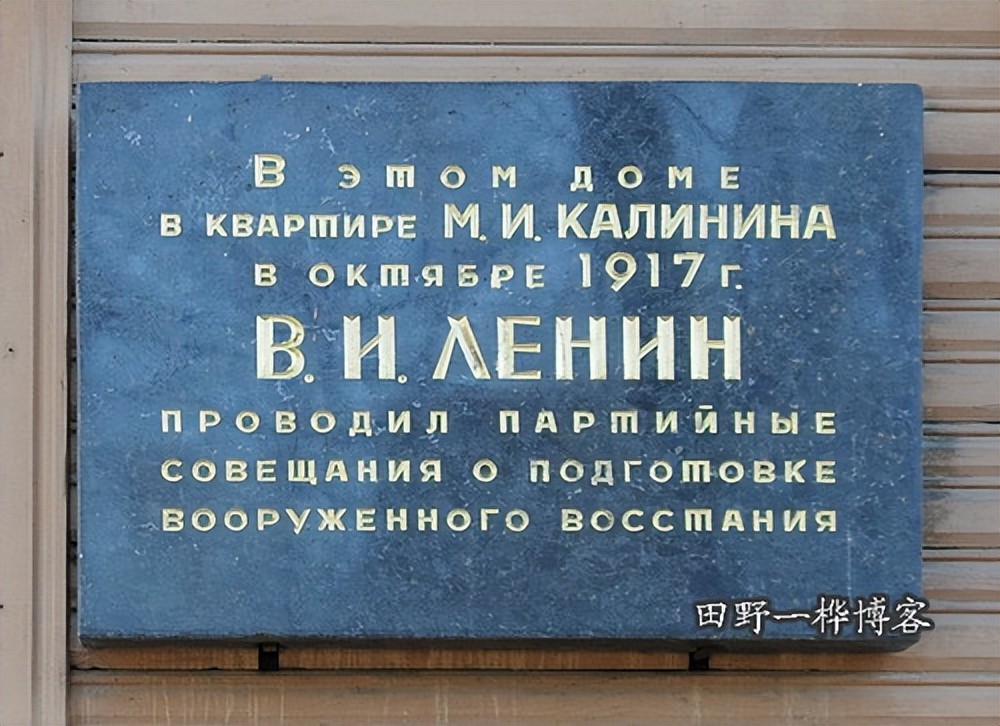 В этом доме
в квартире М. И. КАЛИНИНА
в октябре 1917 г.
В. И. ЛЕНИН
проводил партийные
совещания о подготовке
вооруженного восстания
田野一桦博客